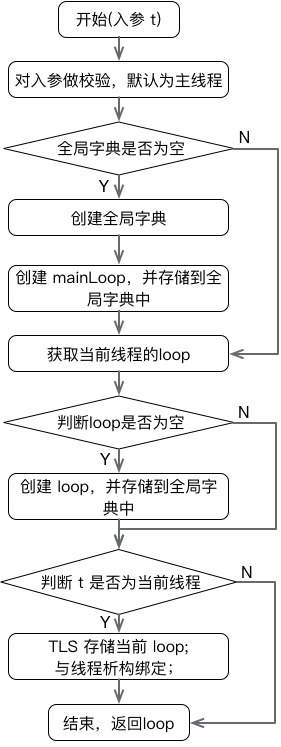 开始(入参 t)
对入参做校验，默认为主线程
全局字典是否为空
N
Y
创建全局字典
创建 mainLoop，并存储到全
局字典中
获取当前线程的loop
判断loop是否为空
N
Y
创建 loop，并存储到全局字
典中
判断 t 是否为当前线程
N
Y
TLS 存储当前 loop;
与线程析构绑定;
结束，返回loop